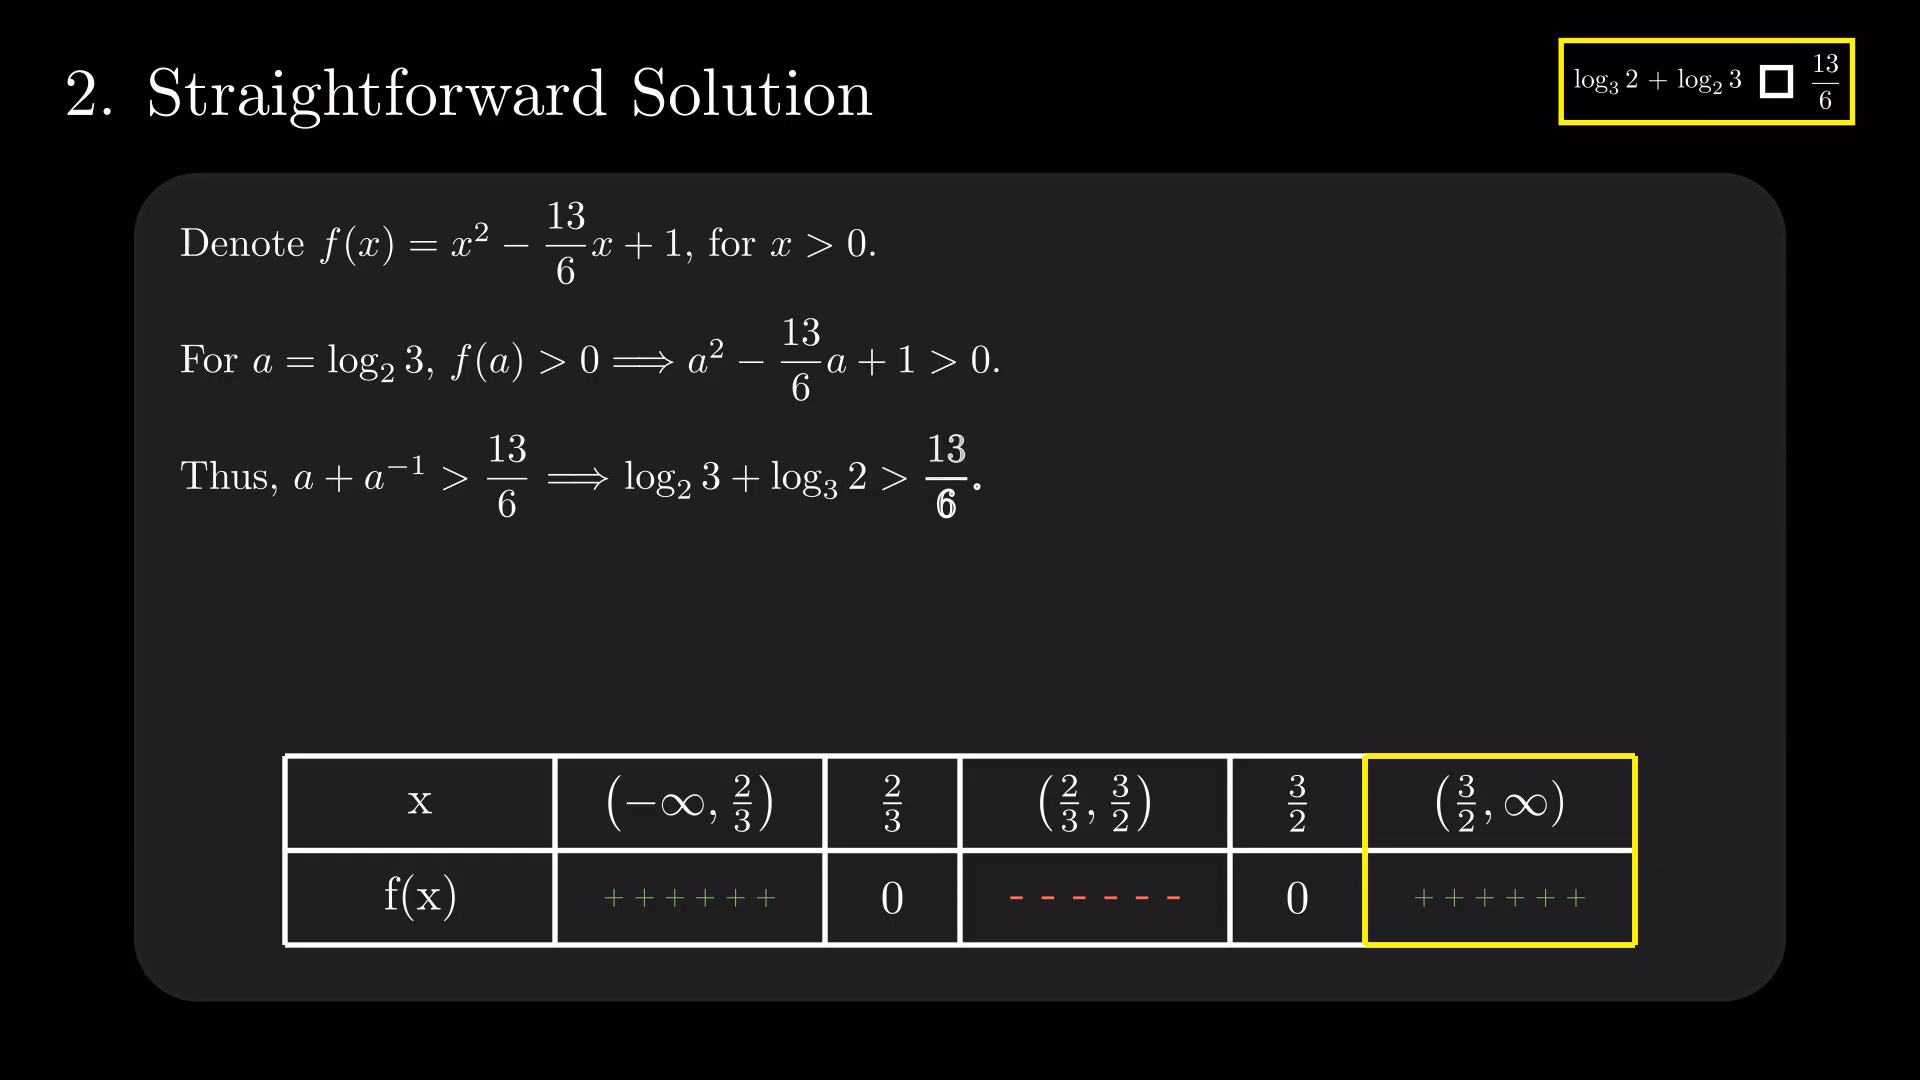 2. Straightforward Solution
log₃ 2 + log₂ 3 □ 13/6
Denote f(x) = x² − 13/6 x + 1, for x > 0.
For a = log₂ 3, f(a) > 0 ⟹ a² − 13/6 a + 1 > 0.
Thus, a + a⁻¹ > 13/6 ⟹ log₂ 3 + log₃ 2 > 13/6.
x (−∞, 2/3) 2/3 (2/3, 3/2) 3/2 (3/2, ∞)
f(x) + + + + + + 0 - - - - - - 0 + + + + + +